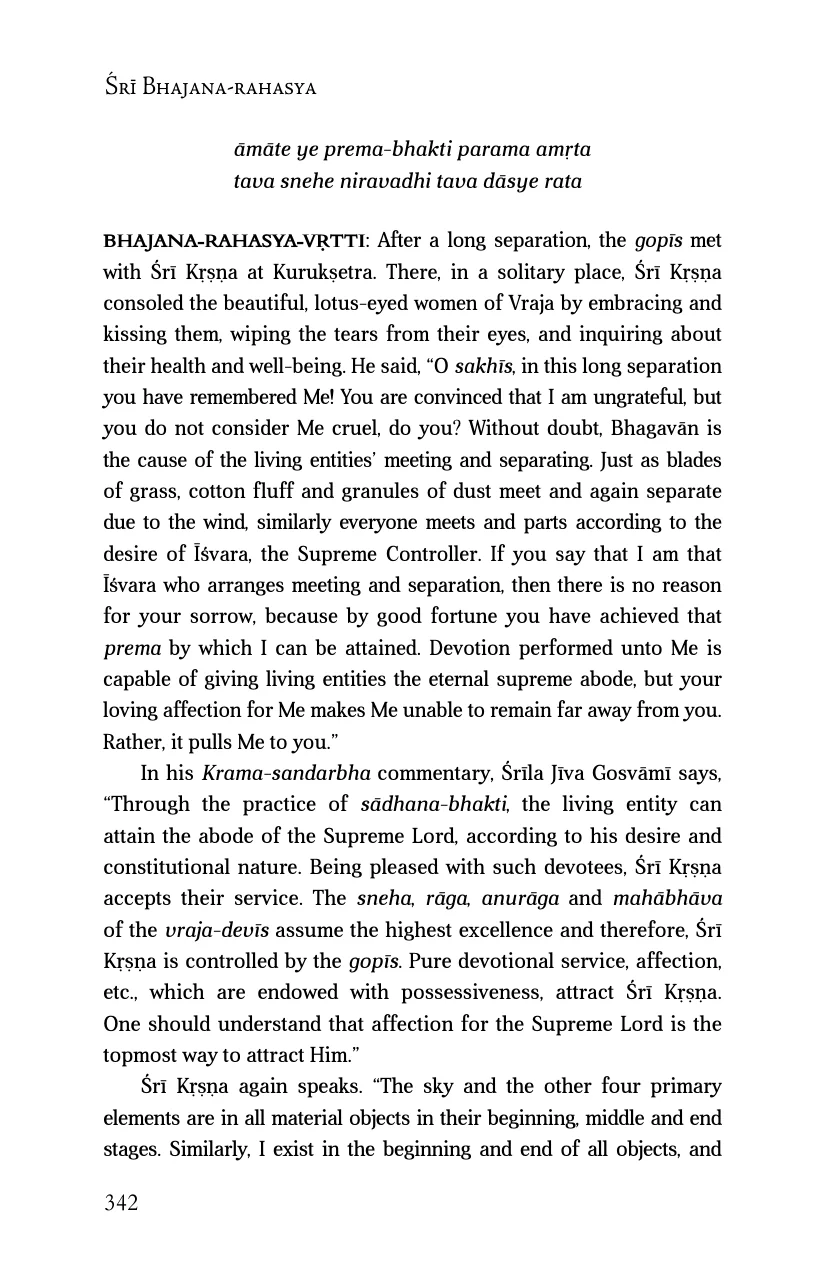 Śrī Bhajana-rahasya
āmāte ye prema-bhakti parama amṛta
tava snehe niravadhi tava dāsye rata
BHAJANA-RAHASYA-VṚTTI: After a long separation, the gopīs met
with Śrī Kṛṣṇa at Kurukṣetra. There, in a solitary place, Śrī Kṛṣṇa
consoled the beautiful, lotus-eyed women of Vraja by embracing and
kissing them, wiping the tears from their eyes, and inquiring about
their health and well-being. He said, “O sakhīs, in this long separation
you have remembered Me! You are convinced that I am ungrateful, but
you do not consider Me cruel, do you? Without doubt, Bhagavān is
the cause of the living entities’ meeting and separating. Just as blades
of grass, cotton fluff and granules of dust meet and again separate
due to the wind, similarly everyone meets and parts according to the
desire of Īśvara, the Supreme Controller. If you say that I am that
Īśvara who arranges meeting and separation, then there is no reason
for your sorrow, because by good fortune you have achieved that
prema by which I can be attained. Devotion performed unto Me is
capable of giving living entities the eternal supreme abode, but your
loving affection for Me makes Me unable to remain far away from you.
Rather, it pulls Me to you.”
In his Krama-sandarbha commentary, Śrīla Jīva Gosvāmī says,
“Through the practice of sādhana-bhakti, the living entity can
attain the abode of the Supreme Lord, according to his desire and
constitutional nature. Being pleased with such devotees, Śrī Kṛṣṇa
accepts their service. The sneha, rāga, anurāga and mahābhāva
of the vraja-devīs assume the highest excellence and therefore, Śrī
Kṛṣṇa is controlled by the gopīs. Pure devotional service, affection,
etc., which are endowed with possessiveness, attract Śrī Kṛṣṇa.
One should understand that affection for the Supreme Lord is the
topmost way to attract Him.”
Śrī Kṛṣṇa again speaks. “The sky and the other four primary
elements are in all material objects in their beginning, middle and end
stages. Similarly, I exist in the beginning and end of all objects, and
342